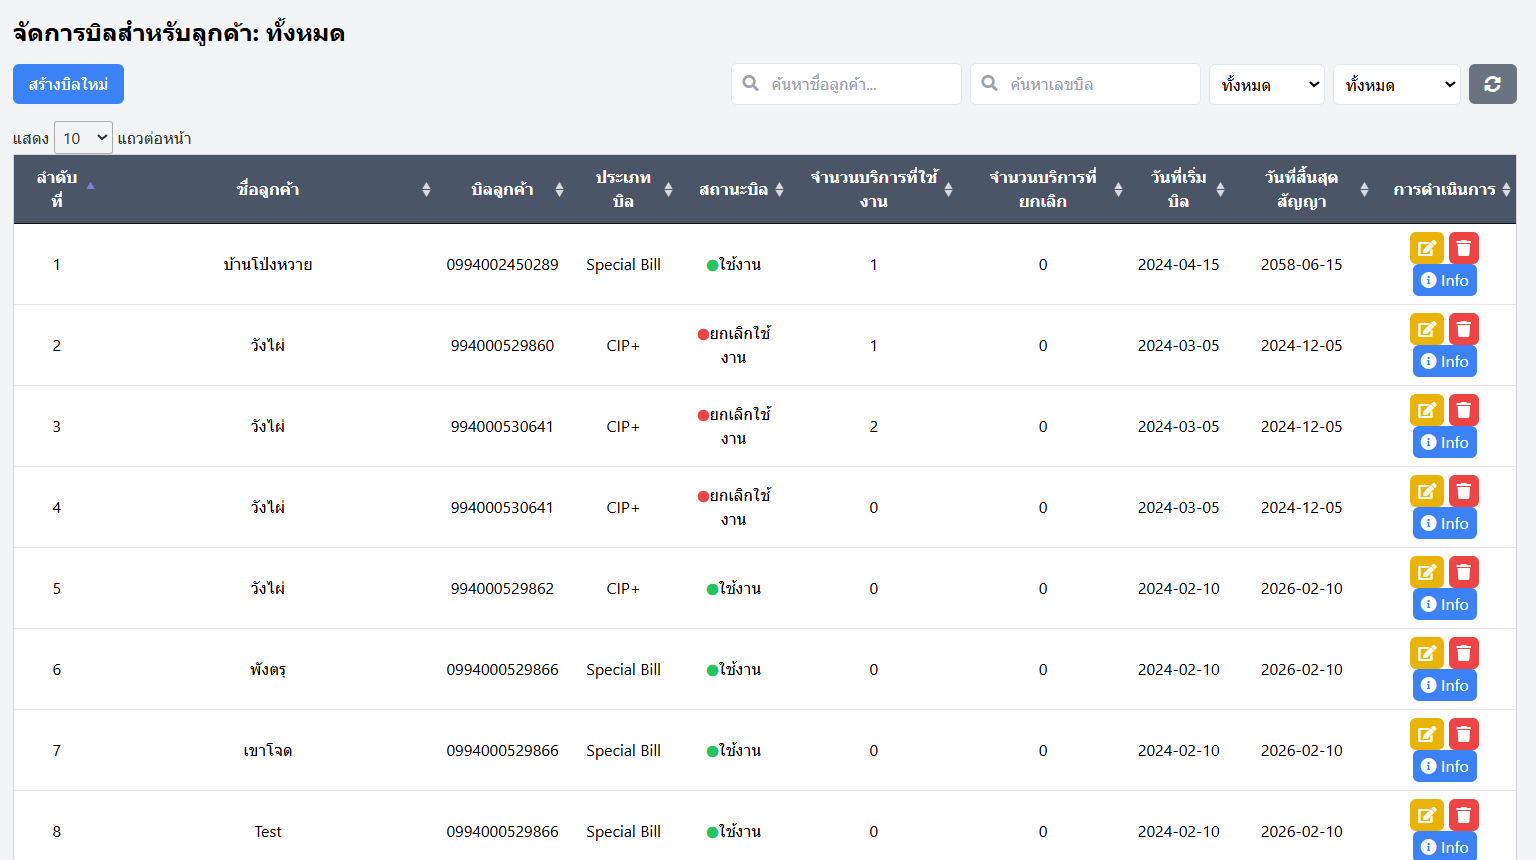 จัดการบิลสำหรับลูกค้า: ทั้งหมด
สร้างบิลใหม่
ค้นหาชื่อลูกค้า...
ค้นหาเลขบิล
ทั้งหมด
ทั้งหมด
แสดง 10 แถวต่อหน้า
ลำดับที่ ชื่อลูกค้า บิลลูกค้า ประเภทบิล สถานะบิล จำนวนบริการที่ใช้งาน จำนวนบริการที่ยกเลิก วันที่เริ่มบิล วันที่สิ้นสุดสัญญา การดำเนินการ
1 บ้านโป่งหวาย 0994002450289 Special Bill ใช้งาน 1 0 2024-04-15 2058-06-15 Info
2 วังไผ่ 994000529860 CIP+ ยกเลิกใช้งาน 1 0 2024-03-05 2024-12-05 Info
3 วังไผ่ 994000530641 CIP+ ยกเลิกใช้งาน 2 0 2024-03-05 2024-12-05 Info
4 วังไผ่ 994000530641 CIP+ ยกเลิกใช้งาน 0 0 2024-03-05 2024-12-05 Info
5 วังไผ่ 994000529862 CIP+ ใช้งาน 0 0 2024-02-10 2026-02-10 Info
6 พังตรุ 0994000529866 Special Bill ใช้งาน 0 0 2024-02-10 2026-02-10 Info
7 เขาโจด 0994000529866 Special Bill ใช้งาน 0 0 2024-02-10 2026-02-10 Info
8 Test 0994000529866 Special Bill ใช้งาน 0 0 2024-02-10 2026-02-10 Info